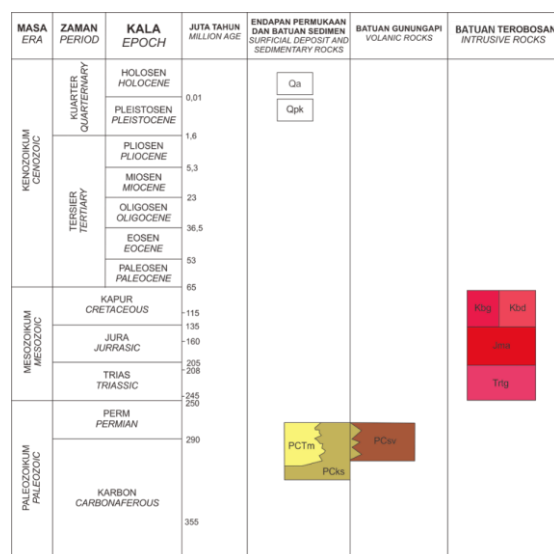 MASA
ERA
ZAMAN
PERIOD
KALA
EPOCH
JUTA TAHUN
MILLION AGE
ENDAPAN PERMUKAAN
DAN BATUAN SEDIMEN
SURFICIAL DEPOSIT AND
SEDIMENTARY ROCKS
BATUAN GUNUNGAPI
VOLANIC ROCKS
BATUAN TEROBOSAN
INTRUSIVE ROCKS
KENOZOIKUM
CENOZOIC
KUARTER
QUARTERNARY
HOLOSEN
HOLOCENE
Qa
0,01
PLEISTOSEN
PLEISTOCENE
Qpk
1,6
TERSIER
TERTIARY
PLIOSEN
PLIOCENE
5,3
MIOSEN
MIOCENE
23
OLIGOSEN
OLIGOCENE
36,5
EOSEN
EOCENE
53
PALEOSEN
PALEOCENE
65
MESOZOIKUM
MESOZOIC
KAPUR
CRETACEOUS
Kbg
Kbd
115
135
JURA
JURRASIC
160
205
TRIAS
TRIASSIC
208
Trlg
245
250
PALEOZOIKUM
PALEOZOIC
PERM
PERMIAN
290
PCTm
PCks
PCsv
KARBON
CARBONAFEROUS
355